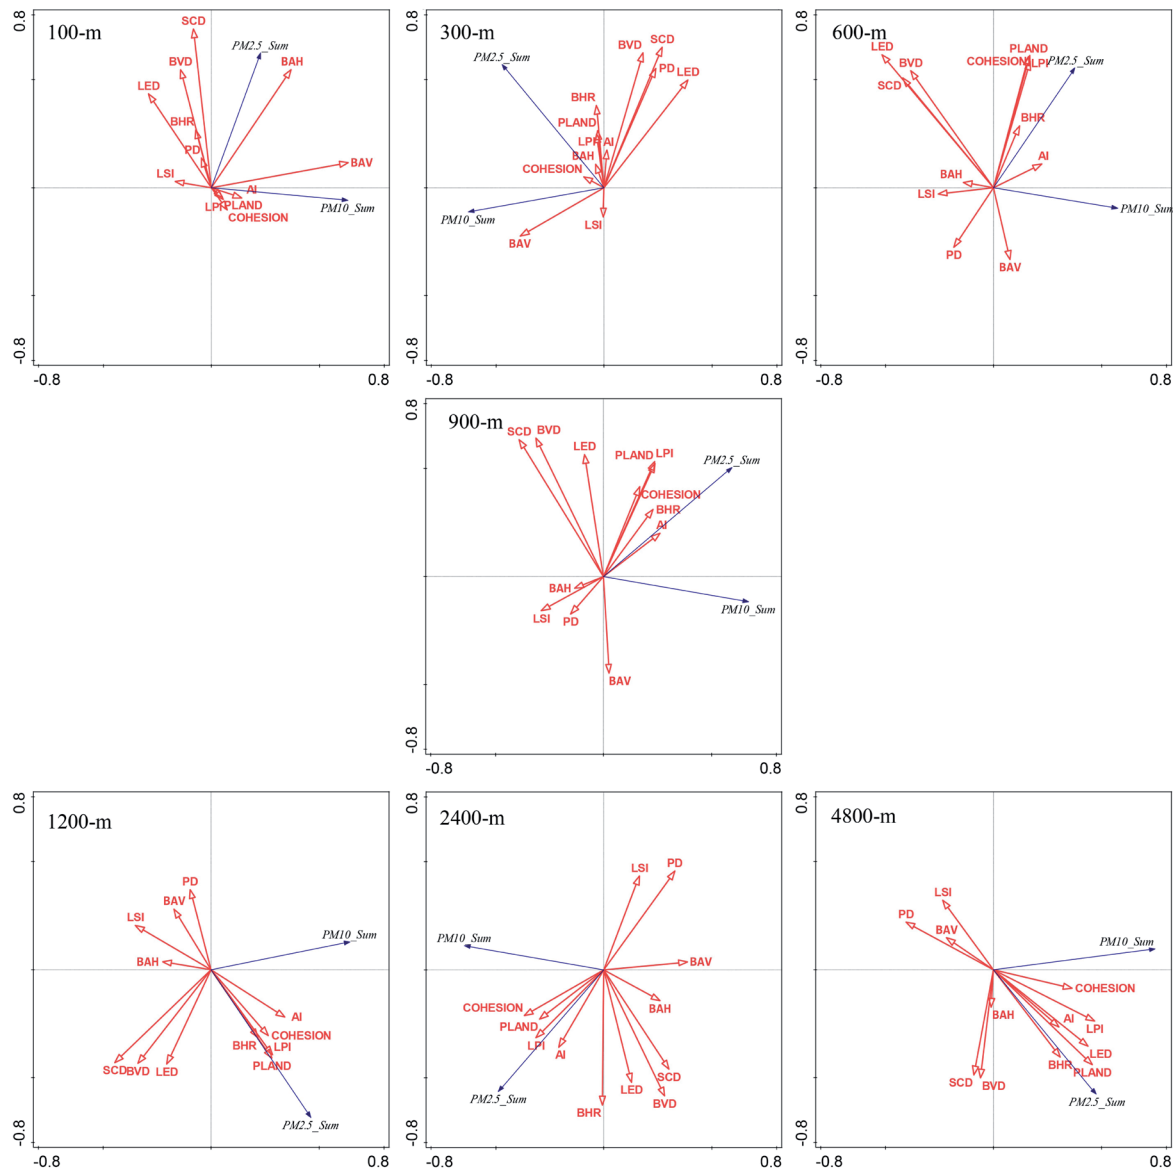 0.8
100-m
SCD
PM2.5_Sum
BVD
BAH
LED
BHR
PD
BAV
LSI
AI
LPI
PLAND
PM10_Sum
COHESION
-0.8
-0.8
0.8
300-m
SCD
BVD
PM2.5_Sum
PD
LED
BHR
PLAND
LPI
AI
BAH
COHESION
PM10_Sum
LSI
BAV
-0.8
0.8
600-m
LED
PLAND
BVD
COHESION
LPI
PM2.5_Sum
SCD
BHR
AI
BAH
LSI
PM10_Sum
PD
BAV
-0.8
0.8
0.8
900-m
SCD
BVD
LED
PLAND
LPI
PM2.5_Sum
COHESION
BHR
AI
BAH
LSI
PD
PM10_Sum
BAV
-0.8
-0.8
0.8
0.8
1200-m
PD
BAV
LSI
PM10_Sum
BAH
AI
COHESION
BHR
LPI
PLAND
SCD
BVD
LED
PM2.5_Sum
-0.8
-0.8
0.8
0.8
2400-m
LSI
PD
PM10_Sum
BAV
BAH
COHESION
PLAND
LPI
AI
SCD
LED
BVD
PM2.5_Sum
BHR
-0.8
-0.8
0.8
0.8
4800-m
LSI
PD
BAV
PM10_Sum
COHESION
BAH
AI
LPI
LED
BHR
PLAND
SCD
BVD
PM2.5_Sum
-0.8
-0.8
0.8